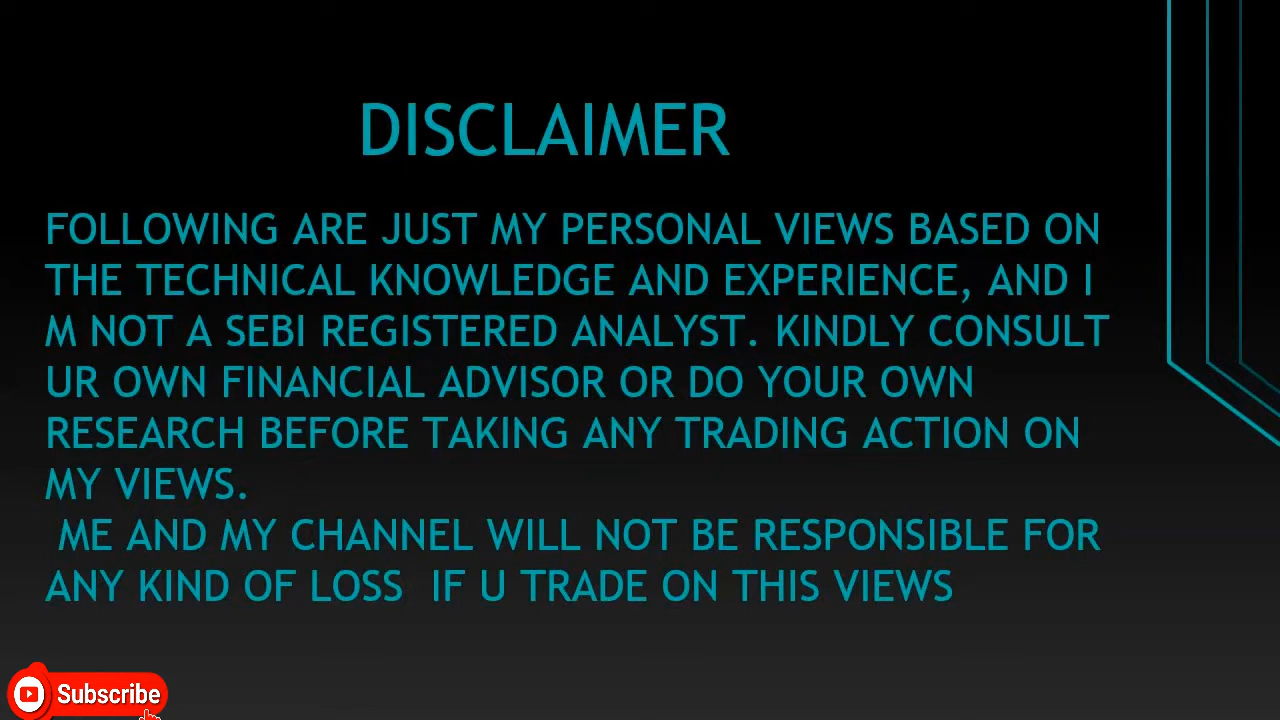 DISCLAIMER
FOLLOWING ARE JUST MY PERSONAL VIEWS BASED ON
THE TECHNICAL KNOWLEDGE AND EXPERIENCE, AND I
M NOT A SEBI REGISTERED ANALYST. KINDLY CONSULT
UR OWN FINANCIAL ADVISOR OR DO YOUR OWN
RESEARCH BEFORE TAKING ANY TRADING ACTION ON
MY VIEWS.
ME AND MY CHANNEL WILL NOT BE RESPONSIBLE FOR
ANY KIND OF LOSS  IF U TRADE ON THIS VIEWS
Subscribe